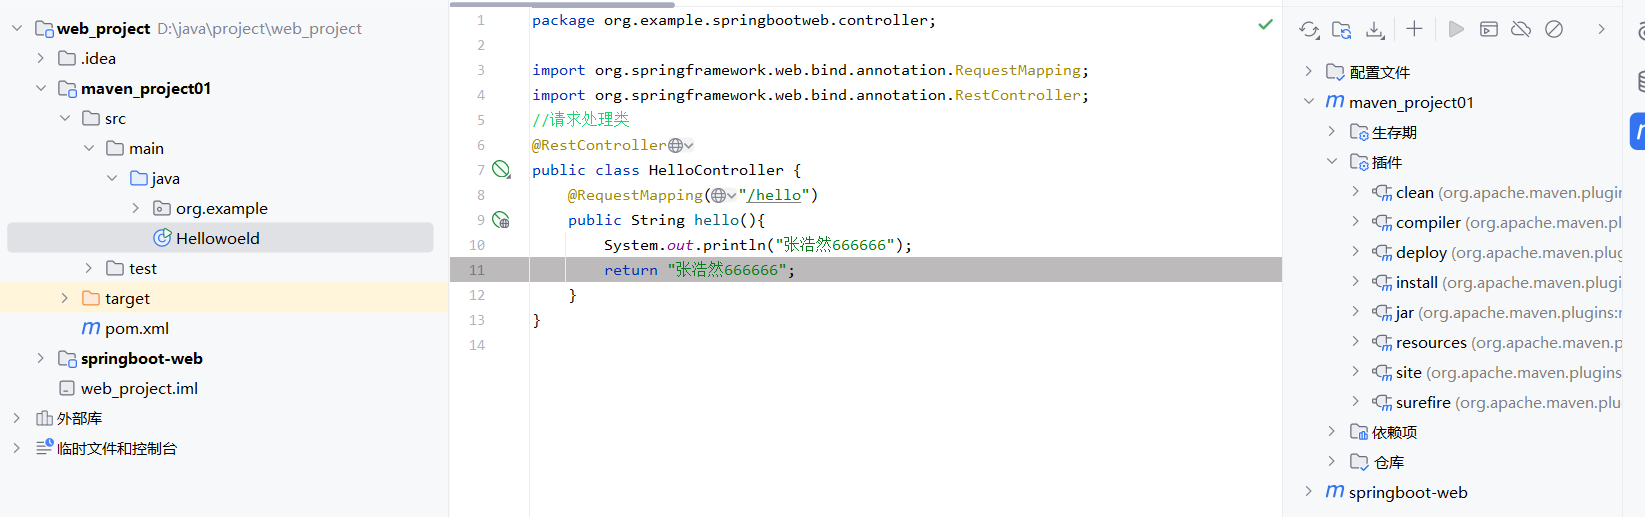 web_project D:\java\project\web_project
.idea
maven_project01
src
main
java
org.example
Hellowoeld
test
target
pom.xml
springboot-web
web_project.iml
外部库
临时文件和控制台
1 package org.example.springbootweb.controller;
2
3 import org.springframework.web.bind.annotation.RequestMapping;
4 import org.springframework.web.bind.annotation.RestController;
5 //请求处理类
6 @RestController
7 public class HelloController {
8 @RequestMapping("/hello")
9 public String hello(){
10 System.out.println("张浩然666666");
11 return "张浩然666666";
12 }
13 }
14
配置文件
maven_project01
生存期
插件
clean (org.apache.maven.plugin
compiler (org.apache.maven.
deploy (org.apache.maven.plug
install (org.apache.maven.plugi
jar (org.apache.maven.plugins:r
resources (org.apache.maven.p
site (org.apache.maven.plugins
surefire (org.apache.maven.plu
依赖项
仓库
springboot-web